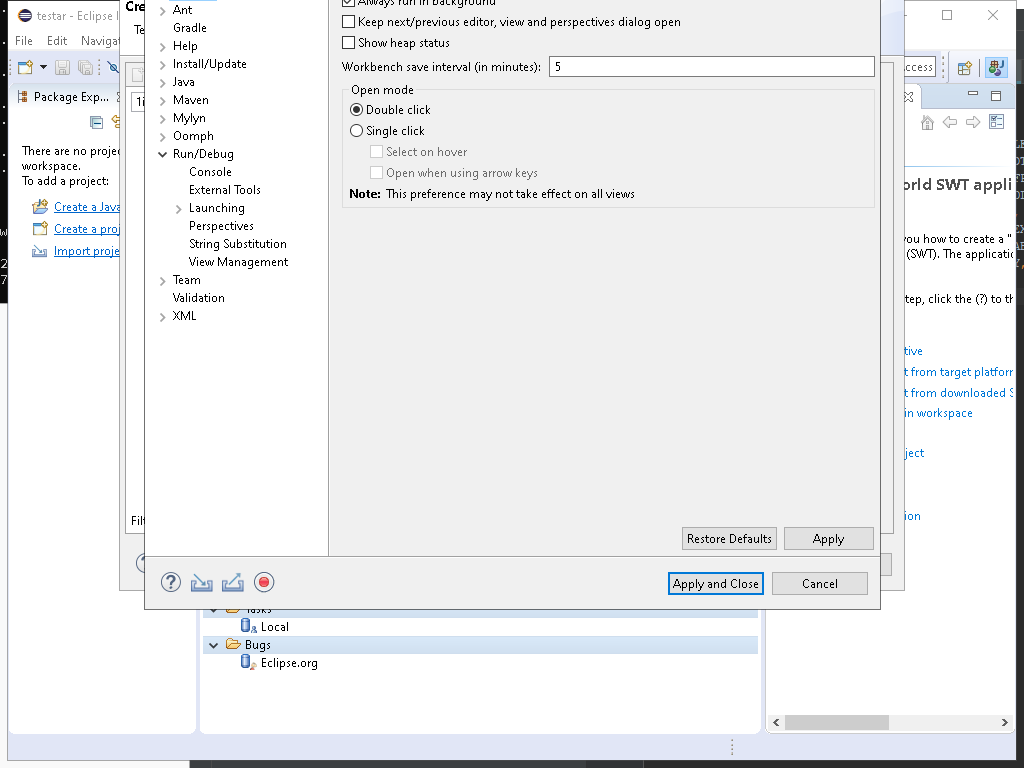 testar - Eclipse I
File Edit Navigat
Package Exp...
There are no proje
workspace.
To add a project:
Create a Java
Create a proj
Import proje
Cre
Te
Ant
Gradle
Help
Install/Update
Java
Maven
Mylyn
Oomph
Run/Debug
Console
External Tools
Launching
Perspectives
String Substitution
View Management
Team
Validation
XML
Always run in background
Keep next/previous editor, view and perspectives dialog open
Show heap status
Workbench save interval (in minutes): 5
Open mode
Double click
Single click
Select on hover
Open when using arrow keys
Note: This preference may not take effect on all views
Restore Defaults Apply
Apply and Close Cancel
Filt
Tasks
Local
Bugs
Eclipse.org
ccess
orld SWT appli
you how to create a "
(SWT). The applicatio
tep, click the (?) to th
tive
t from target platforr
t from downloaded S
in workspace
ject
ion